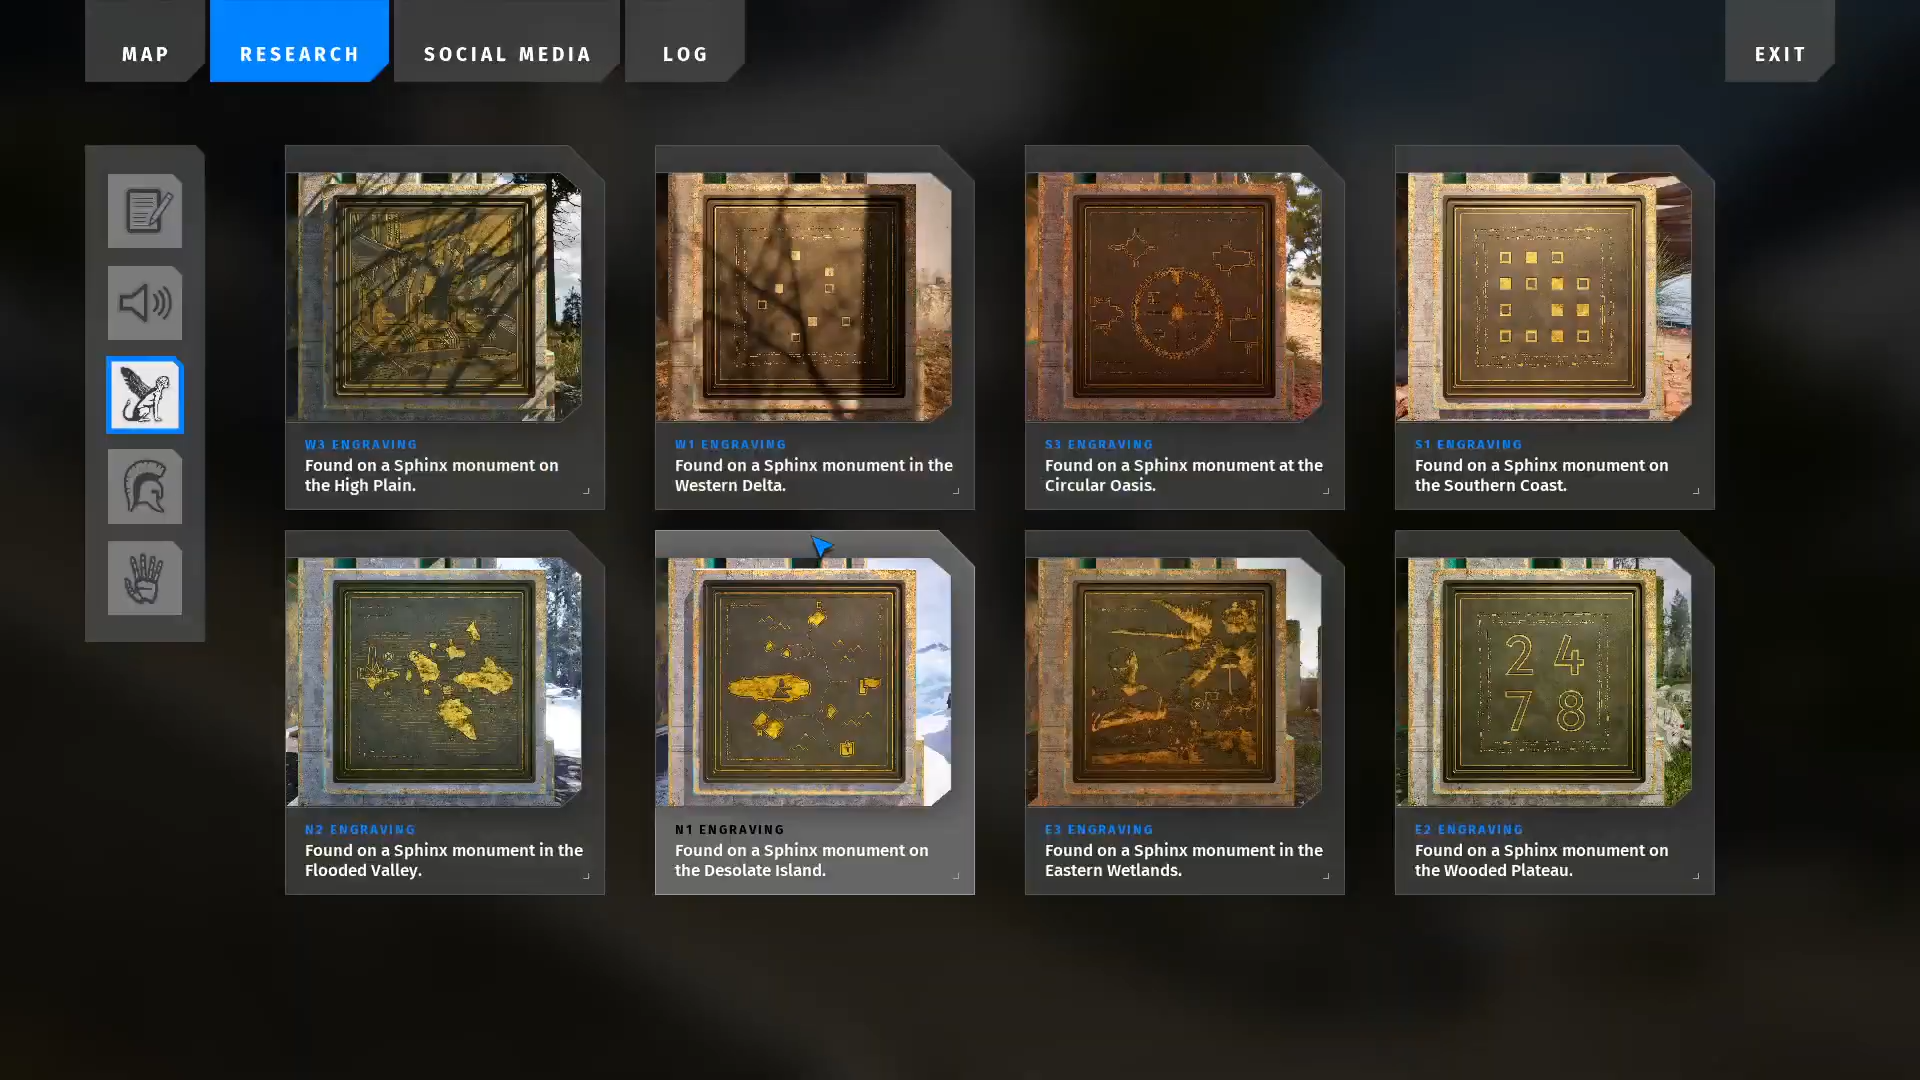 MAP
RESEARCH
SOCIAL MEDIA
LOG
EXIT
W3 ENGRAVING
Found on a Sphinx monument on
the High Plain.
W1 ENGRAVING
Found on a Sphinx monument in the
Western Delta.
S3 ENGRAVING
Found on a Sphinx monument at the
Circular Oasis.
S1 ENGRAVING
Found on a Sphinx monument on
the Southern Coast.
N2 ENGRAVING
Found on a Sphinx monument in the
Flooded Valley.
N1 ENGRAVING
Found on a Sphinx monument on
the Desolate Island.
E3 ENGRAVING
Found on a Sphinx monument in the
Eastern Wetlands.
2 4
7 8
E2 ENGRAVING
Found on a Sphinx monument on
the Wooded Plateau.